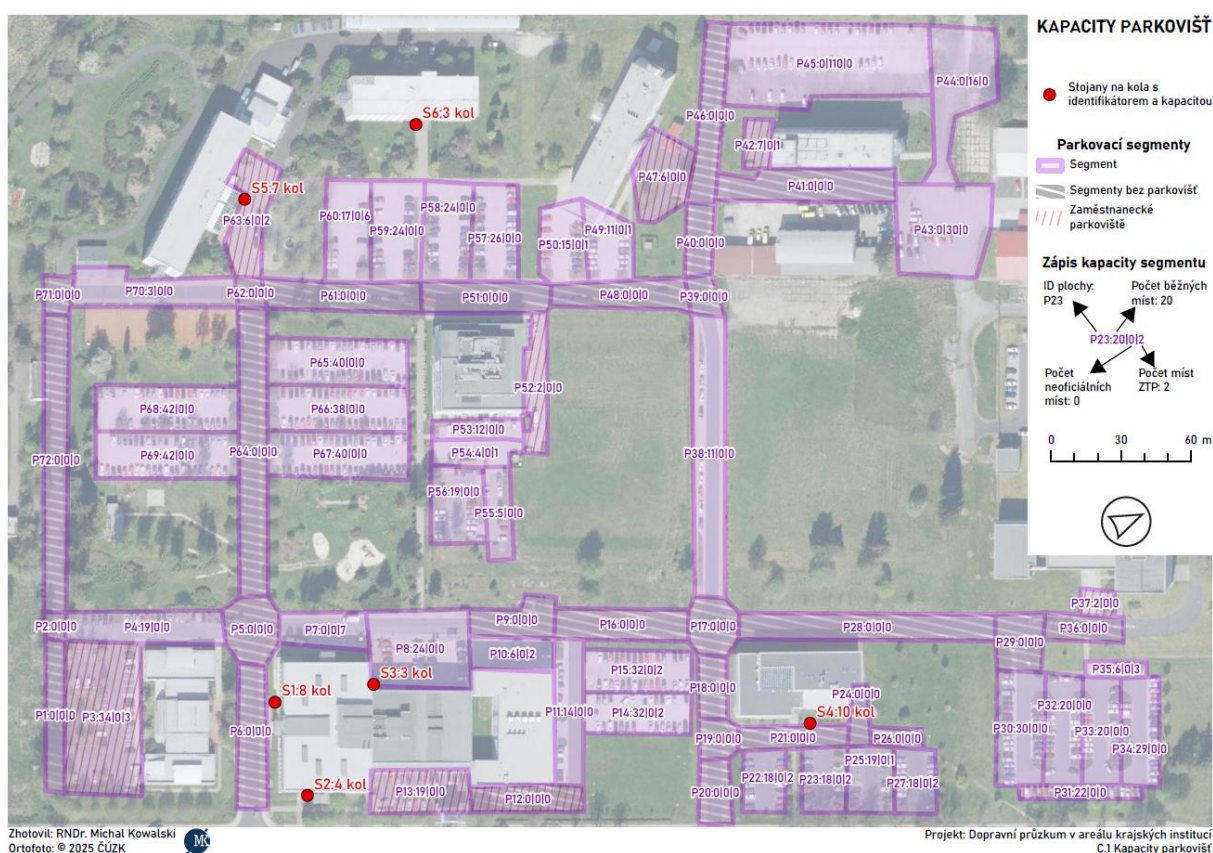 KAPACITY PARKOVIŠŤ
Stojany na kola s
identifikátorem a kapacitou
Parkovací segmenty
Segment
Segmenty bez parkovišť
Zaměstnanecké
parkoviště
Zápis kapacity segmentu
ID plochy:
P23
Počet běžných
míst: 20
P23:20|0|2
Počet
neoficiálních
míst: 0
Počet míst
ZTP: 2
0 30 60 m
S6:3 kol
P45:0|110|0
P44:0|16|0
P46:0|0|0
P42:7|0|1
P47:6|0|0
P41:0|0|0
S5:7 kol
P63:6|0|2
P60:17|0|6
P58:24|0|0
P59:24|0|0
P57:26|0|0
P49:11|0|1
P50:15|0|1
P43:0|30|0
P40:0|0|0
P71:0|0|0
P70:3|0|0
P62:0|0|0
P61:0|0|0
P51:0|0|0
P48:0|0|0
P39:0|0|0
P65:40|0|0
P52:2|0|0
P68:42|0|0
P66:38|0|0
P53:12|0|0
P69:42|0|0
P64:0|0|0
P67:40|0|0
P54:4|0|1
P38:11|0|0
P72:0|0|0
P56:19|0|0
P55:5|0|0
P37:2|0|0
P2:0|0|0
P4:19|0|0
P5:0|0|0
P7:0|0|7
P9:0|0|0
P16:0|0|0
P17:0|0|0
P28:0|0|0
P36:0|0|0
P8:24|0|0
P10:6|0|2
P29:0|0|0
P15:32|0|2
P35:6|0|3
S3:3 kol
P18:0|0|0
P24:0|0|0
S1:8 kol
P11:14|0|0
P14:32|0|2
P32:20|0|0
P1:0|0|0
P3:34|0|3
S4:10 kol
P6:0|0|0
P19:0|0|0
P21:0|0|0
P26:0|0|0
P30:30|0|0
P33:20|0|0
P34:29|0|0
P25:19|0|1
S2:4 kol
P13:19|0|0
P12:0|0|0
P20:0|0|0
P22:18|0|2
P23:18|0|2
P27:18|0|2
P31:22|0|0
Zhotovil: RNDr. Michal Kowalski
Ortofoto: © 2025 ČÚZK
MK
Projekt: Dopravní průzkum v areálu krajských institucí
C.1 Kapacity parkovišť